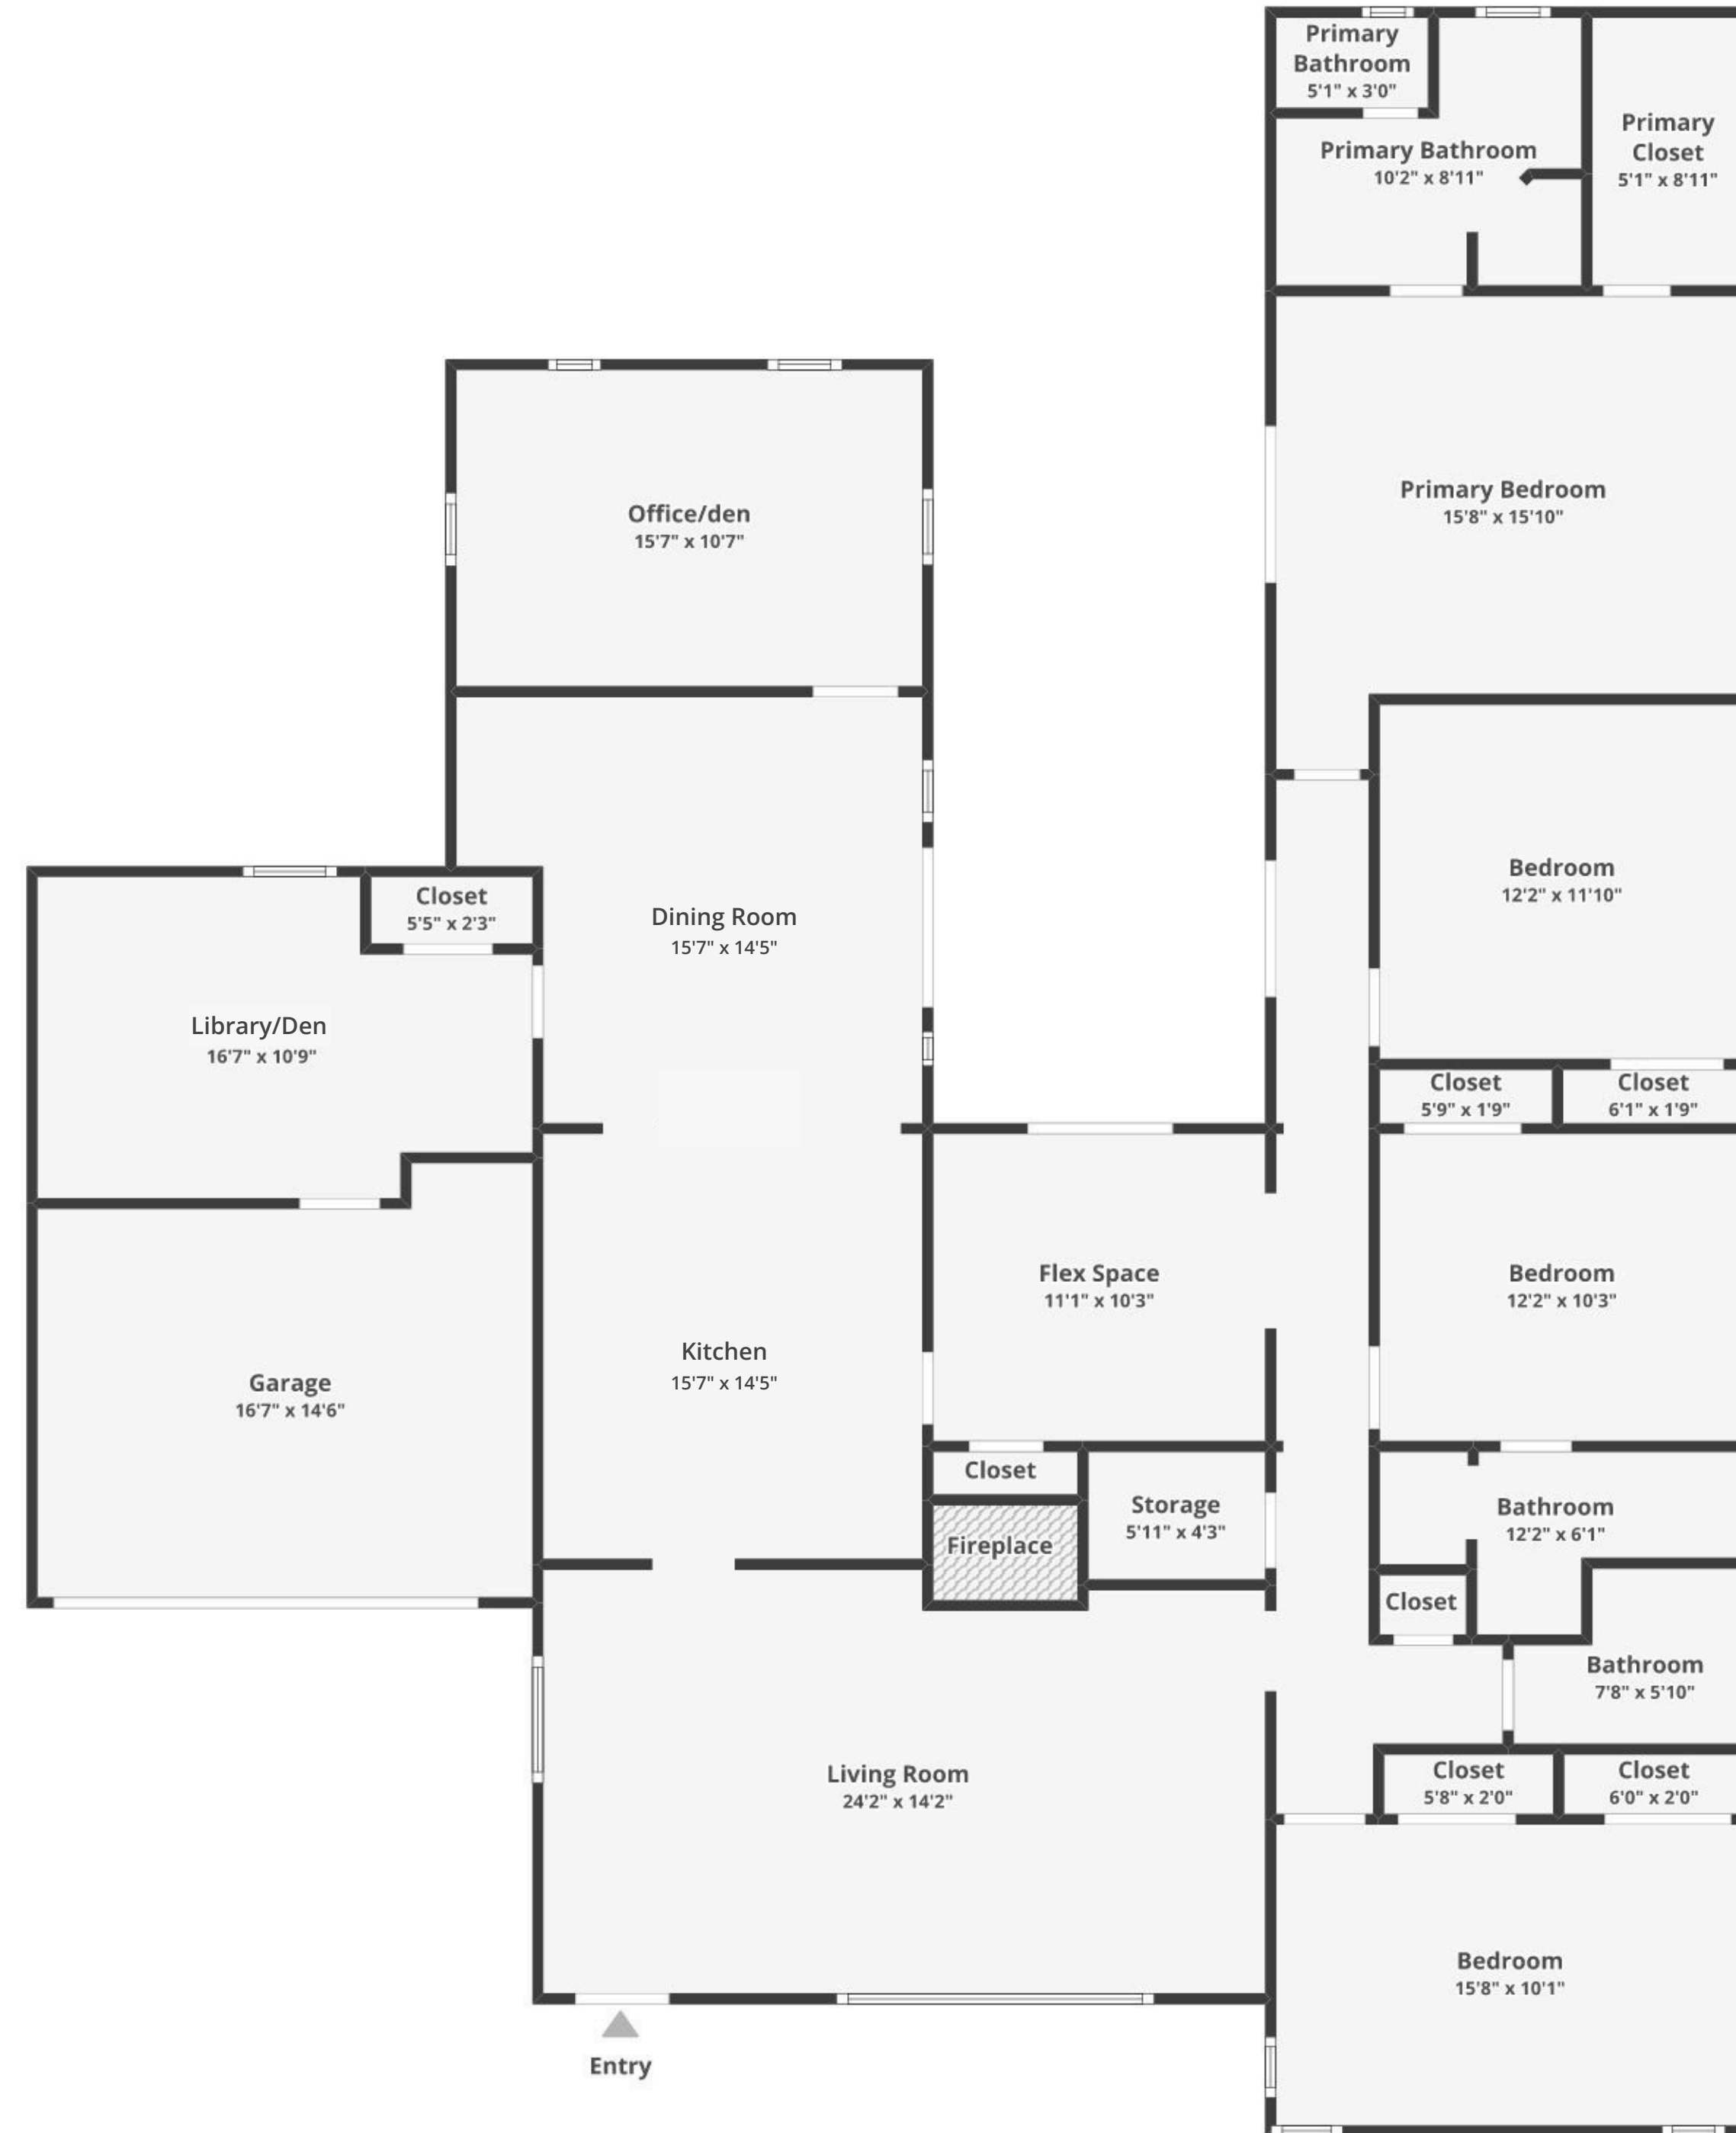 Primary
Bathroom
5'1" x 3'0"
Primary Bathroom
10'2" x 8'11"
Primary
Closet
5'1" x 8'11"
Primary Bedroom
15'8" x 15'10"
Office/den
15'7" x 10'7"
Bedroom
12'2" x 11'10"
Closet
5'5" x 2'3"
Dining Room
15'7" x 14'5"
Library/Den
16'7" x 10'9"
Closet
5'9" x 1'9"
Closet
6'1" x 1'9"
Flex Space
11'1" x 10'3"
Bedroom
12'2" x 10'3"
Kitchen
15'7" x 14'5"
Garage
16'7" x 14'6"
Closet
Storage
5'11" x 4'3"
Fireplace
Bathroom
12'2" x 6'1"
Closet
Bathroom
7'8" x 5'10"
Living Room
24'2" x 14'2"
Closet
5'8" x 2'0"
Closet
6'0" x 2'0"
Bedroom
15'8" x 10'1"
Entry